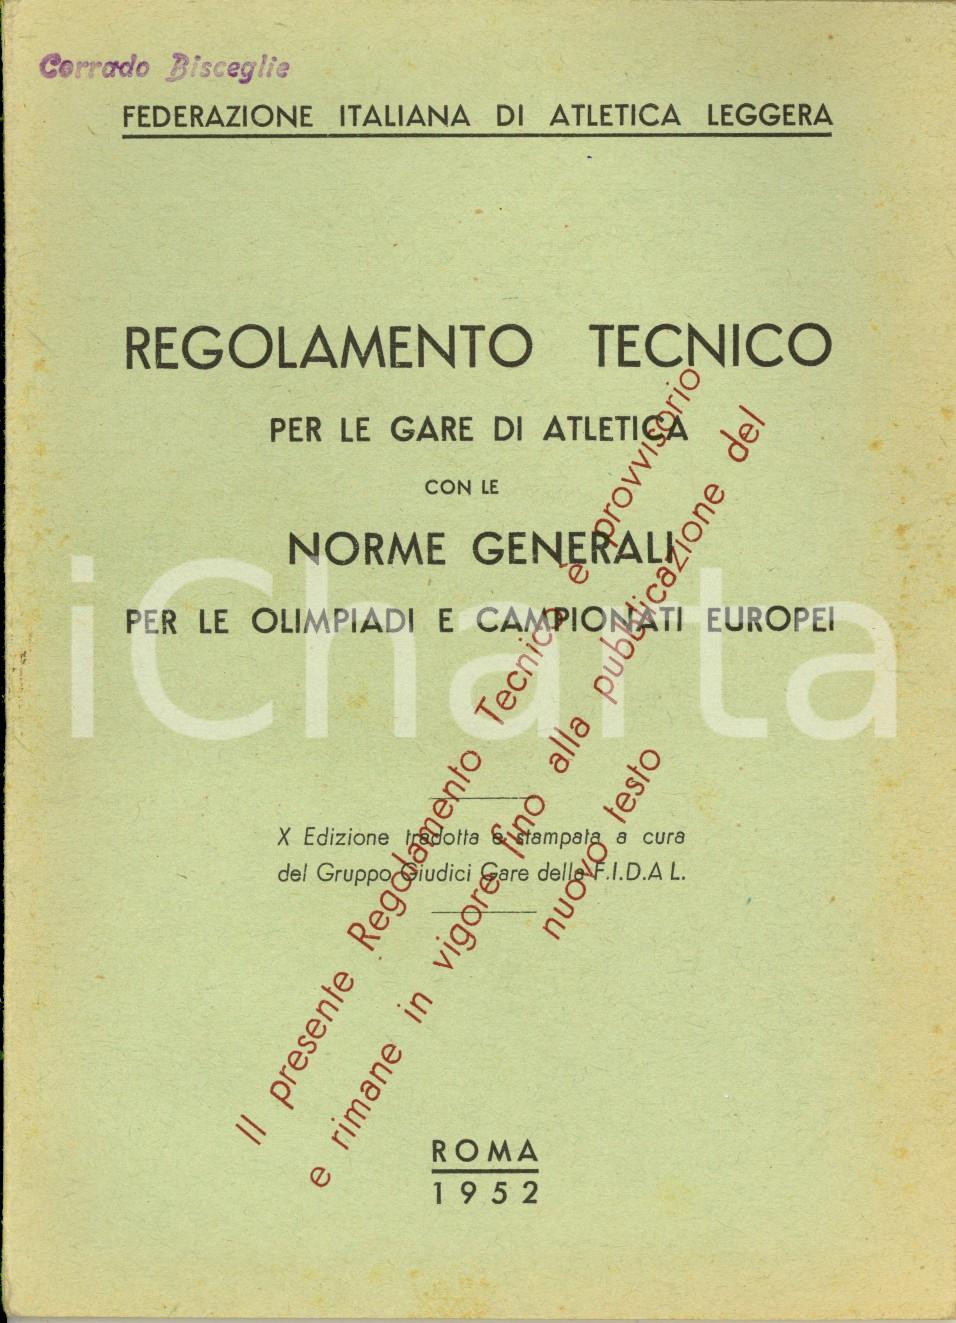 Corrado Bisceglie
FEDERAZIONE ITALIANA DI ATLETICA LEGGERA
REGOLAMENTO TECNICO
PER LE GARE DI ATLETICA
CON LE
NORME GENERALI
PER LE OLIMPIADI E CAMPIONATI EUROPEI
iCharta
X Edizione tradotta e stampata a cura
del Gruppo Giudici Gare della F.I.D.A L.
Il presente Regolamento Tecnico è provvisorio
e rimane in vigore fino alla pubblicazione del
nuovo testo
ROMA
1952